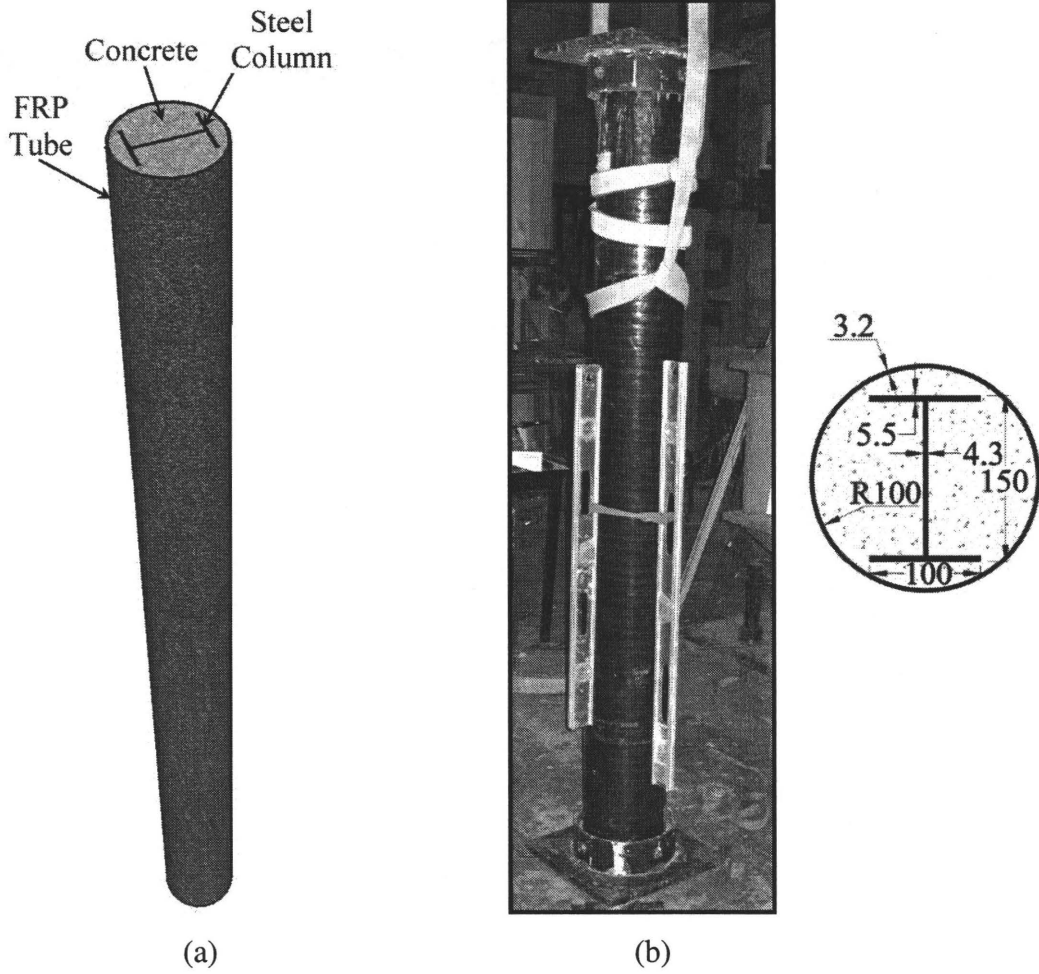 Steel
Column
Concrete
FRP
Tube
3.2
5.5
4.3
150
R100
100
(a)
(b)